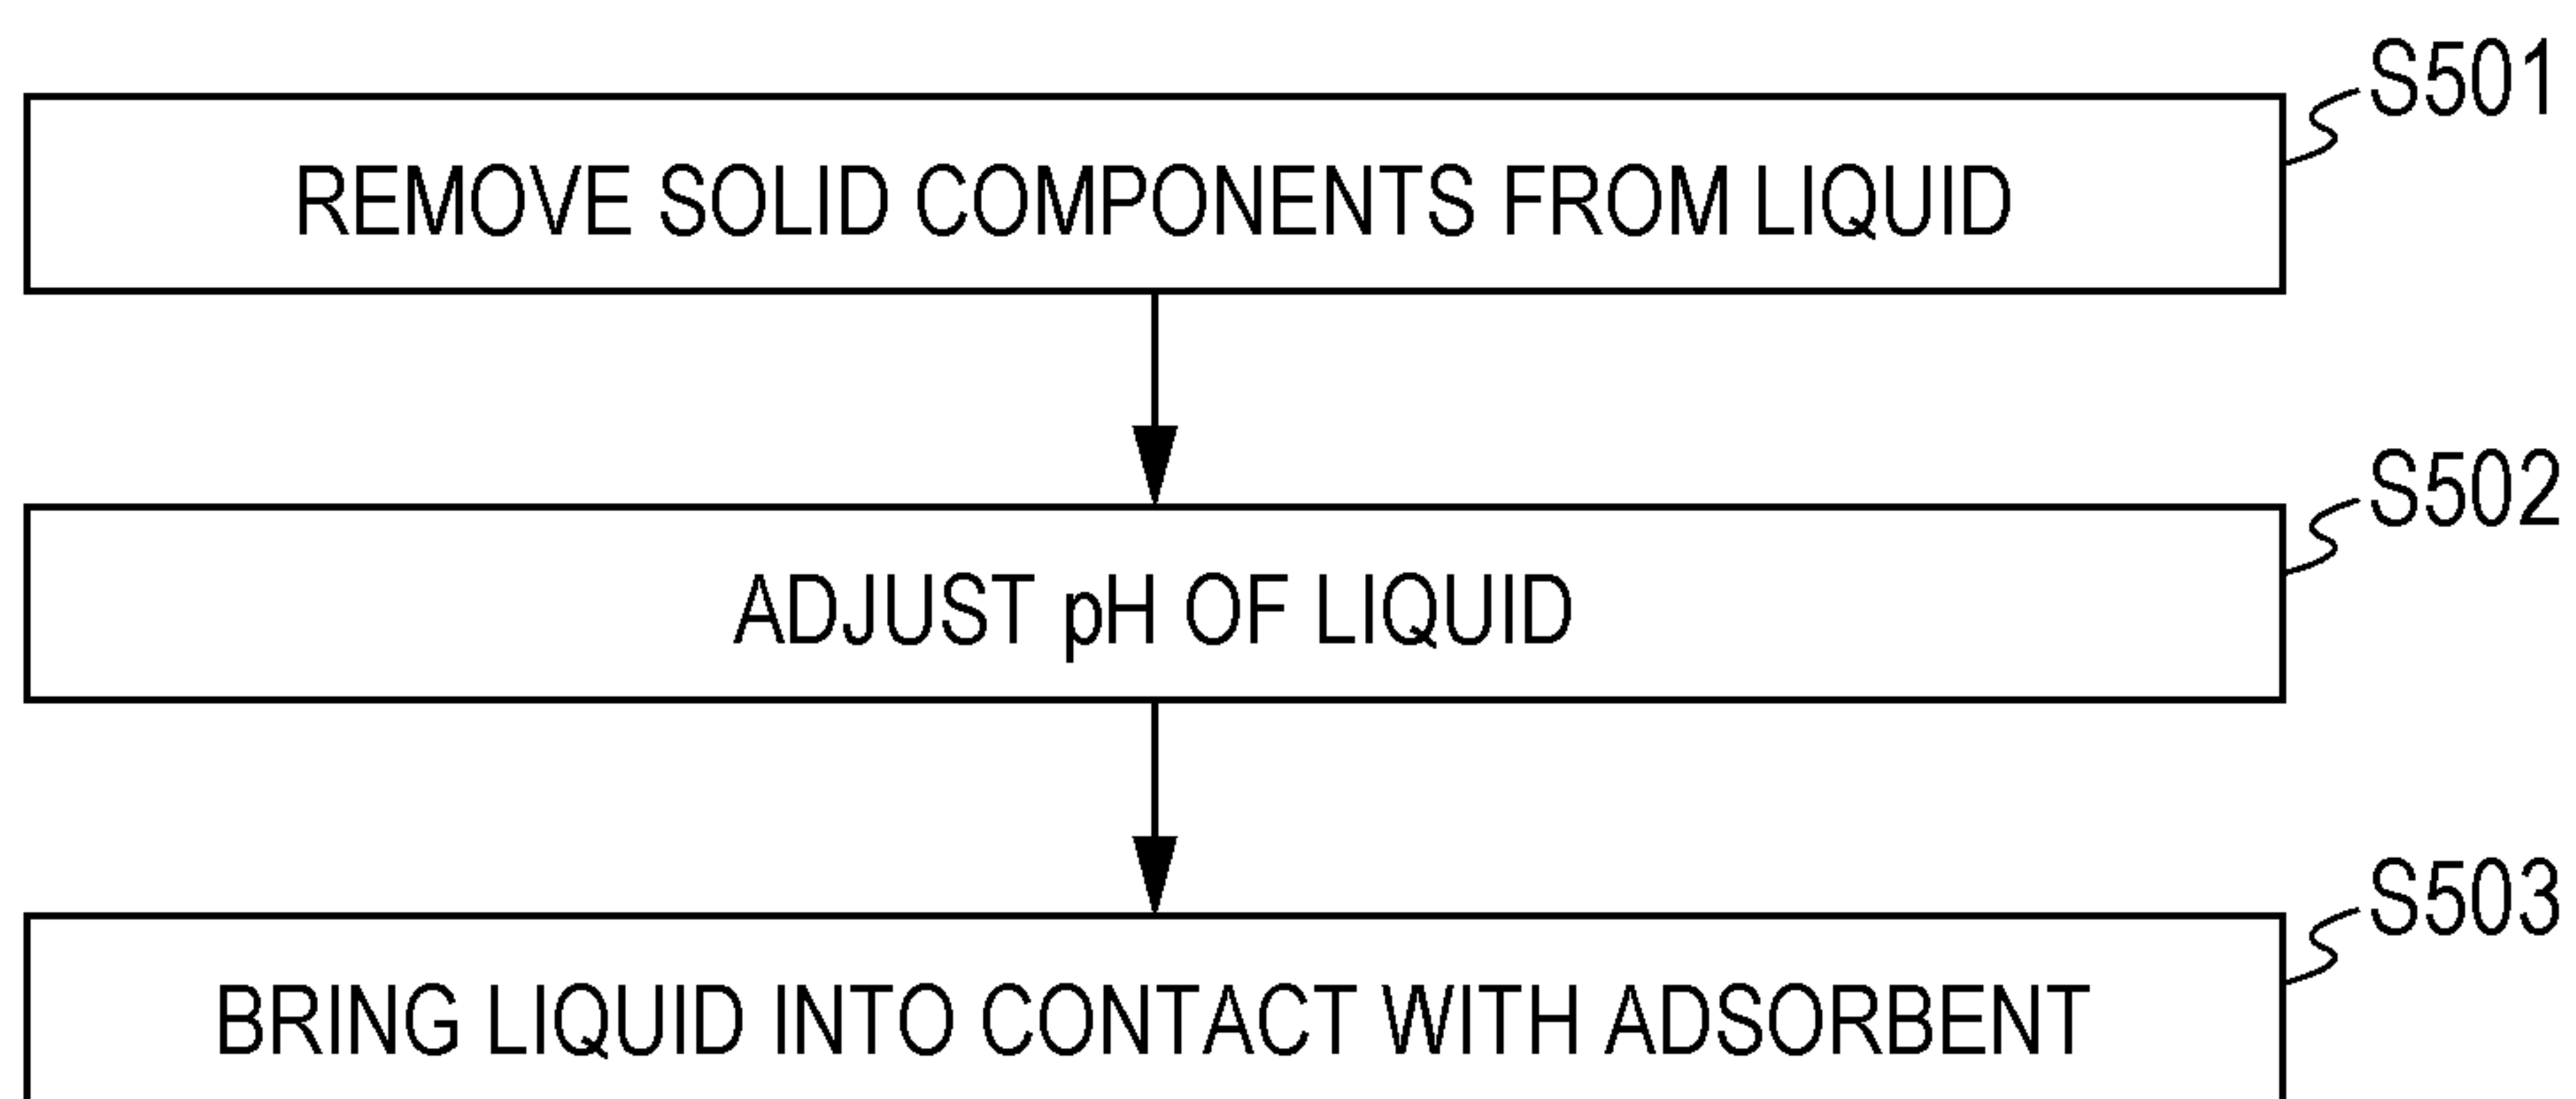 S501
REMOVE SOLID COMPONENTS FROM LIQUID
S502
ADJUST pH OF LIQUID
S503
BRING LIQUID INTO CONTACT WITH ADSORBENT